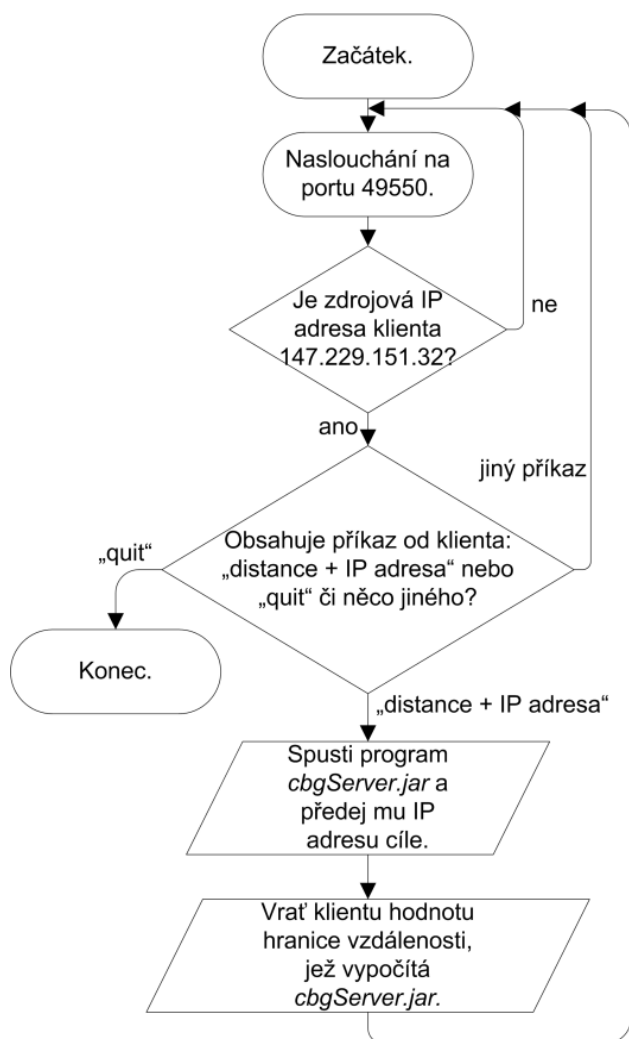 Začátek.
Naslouchání na
portu 49550.
Je zdrojová IP
adresa klienta
147.229.151.32?
ne
ano
jiný příkaz
Obsahuje příkaz od klienta:
„distance + IP adresa“ nebo
„quit“ či něco jiného?
„quit“
Konec.
„distance + IP adresa“
Spusti program
cbgServer.jar a
předej mu IP
adresu cíle.
Vrať klientu hodnotu
hranice vzdálenosti,
jež vypočítá
cbgServer.jar.